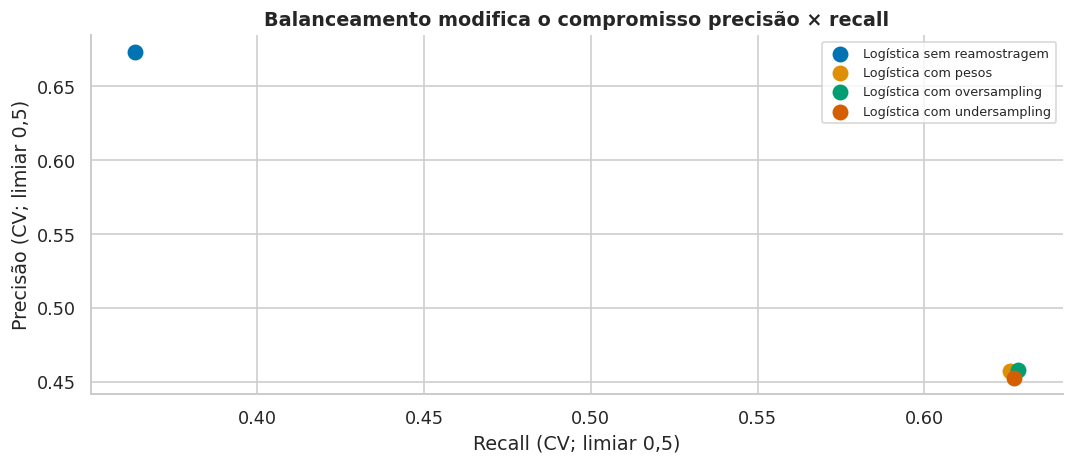 Balanceamento modifica o compromisso precisão × recall
Logística sem reamostragem
Logística com pesos
Logística com oversampling
Logística com undersampling
Precisão (CV; limiar 0,5)
0.65
0.60
0.55
0.50
0.45
0.40
0.45
0.50
0.55
0.60
Recall (CV; limiar 0,5)